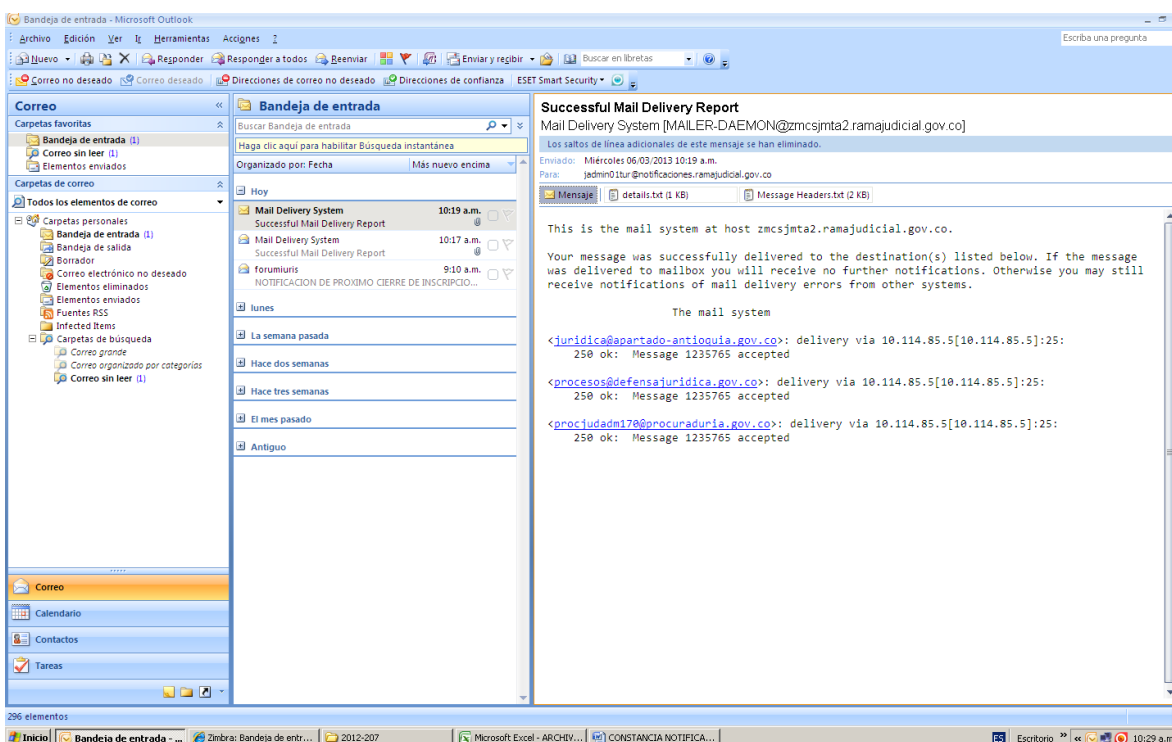 Bandeja de entrada - Microsoft Outlook
Archivo Edición Ver Ir Herramientas Acciones ?
Escriba una pregunta
Nuevo Responder Responder a todos Reenviar Enviar y recibir Buscar en libretas
Correo no deseado Correo deseado Direcciones de correo no deseado Direcciones de confianza ESET Smart Security
Correo
Carpetas favoritas
Bandeja de entrada (1)
Correo sin leer (1)
Elementos enviados
Carpetas de correo
Todos los elementos de correo
Carpetas personales
Bandeja de entrada (1)
Bandeja de salida
Borrador
Correo electrónico no deseado
Elementos eliminados
Elementos enviados
Fuentes RSS
Infected Items
Carpetas de búsqueda
Correo grande
Correo organizado por categorías
Correo sin leer (1)
Correo
Calendario
Contactos
Tareas
Bandeja de entrada
Buscar Bandeja de entrada
Haga clic aquí para habilitar Búsqueda instantánea
Organizado por: Fecha Más nuevo encima
Hoy
Mail Delivery System 10:19 a.m.
Successful Mail Delivery Report
Mail Delivery System 10:17 a.m.
Successful Mail Delivery Report
forumiuris 9:10 a.m.
NOTIFICACION DE PROXIMO CIERRE DE INSCRIPCIO...
lunes
La semana pasada
Hace dos semanas
Hace tres semanas
El mes pasado
Antiguo
Successful Mail Delivery Report
Mail Delivery System [MAILER-DAEMON@zmcsjmta2.ramajudicial.gov.co]
Los saltos de línea adicionales de este mensaje se han eliminado.
Enviado: Miércoles 06/03/2013 10:19 a.m.
Para: jadmin01tur@notificaciones.ramajudicial.gov.co
Mensaje details.txt (1 KB) Message Headers.txt (2 KB)
This is the mail system at host zmcsjmta2.ramajudicial.gov.co.
Your message was successfully delivered to the destination(s) listed below. If the message
was delivered to mailbox you will receive no further notifications. Otherwise you may still
receive notifications of mail delivery errors from other systems.
The mail system
<juridica@apartado-antioquia.gov.co>: delivery via 10.114.85.5[10.114.85.5]:25:
250 ok: Message 1235765 accepted
<procesos@defensajuridica.gov.co>: delivery via 10.114.85.5[10.114.85.5]:25:
250 ok: Message 1235765 accepted
<procjudadm170@procuraduria.gov.co>: delivery via 10.114.85.5[10.114.85.5]:25:
250 ok: Message 1235765 accepted
296 elementos
Inicio Bandeja de entrada - ... Zimbra: Bandeja de entr... 2012-207 Microsoft Excel - ARCHIV... CONSTANCIA NOTIFICA... ES Escritorio 10:29 a.m